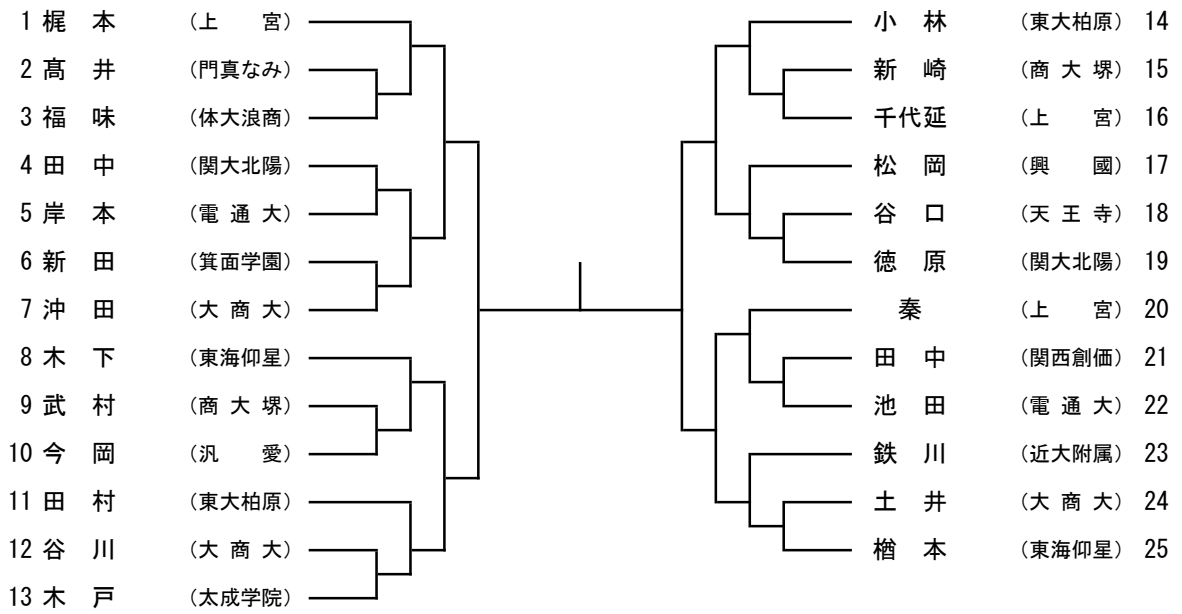 1 梶 本 （上 宮）
2 髙 井 （門真なみ）
3 福 味 （体大浪商）
4 田 中 （関大北陽）
5 岸 本 （電 通 大）
6 新 田 （箕面学園）
7 沖 田 （大 商 大）
8 木 下 （東海仰星）
9 武 村 （商 大 堺）
10 今 岡 （汎 愛）
11 田 村 （東大柏原）
12 谷 川 （大 商 大）
13 木 戸 （太成学院）
小 林 （東大柏原） 14
新 崎 （商 大 堺） 15
千代延 （上 宮） 16
松 岡 （興 國） 17
谷 口 （天 王 寺） 18
徳 原 （関大北陽） 19
秦 （上 宮） 20
田 中 （関西創価） 21
池 田 （電 通 大） 22
鉄 川 （近大附属） 23
土 井 （大 商 大） 24
楢 本 （東海仰星） 25